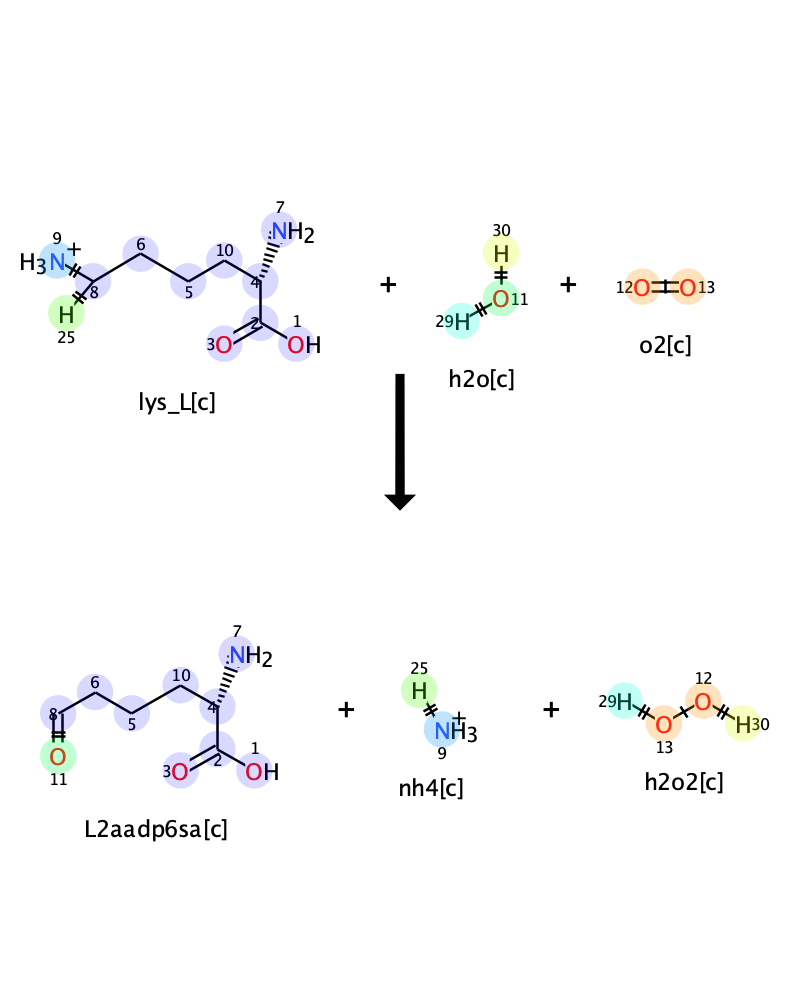 7
NH2
9
H3N+
6
10
8
5
4
H
25
2
3O
1
OH
lys_L[c]
+
30
H
O11
29H
h2o[c]
+
12O
O13
o2[c]
7
NH2
6
10
8
5
4
O
11
2
3O
1
OH
L2aadp6sa[c]
+
25
H
NH3+
9
nh4[c]
+
29H
12
O
O
13
H30
h2o2[c]